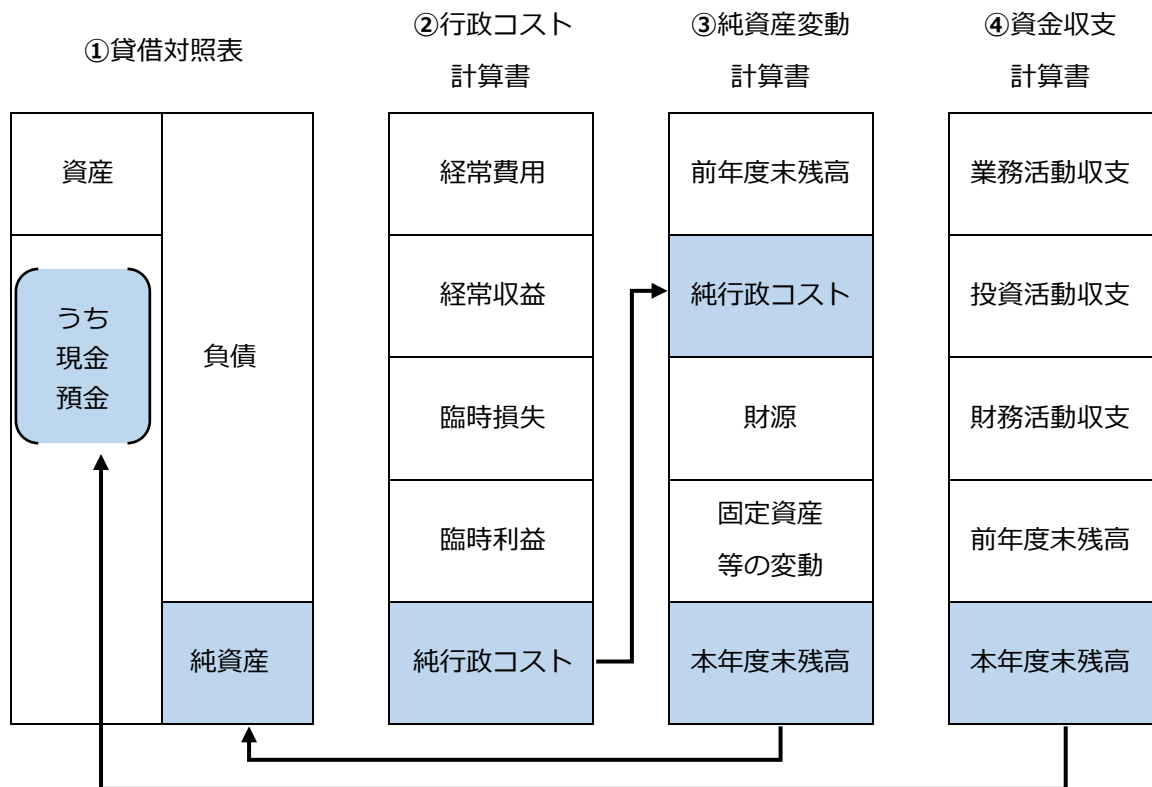 ①貸借対照表
②行政コスト
計算書
③純資産変動
計算書
④資金収支
計算書
資産
うち
現金
預金
負債
純資産
経常費用
経常収益
臨時損失
臨時利益
純行政コスト
前年度末残高
純行政コスト
財源
固定資産
等の変動
本年度末残高
業務活動収支
投資活動収支
財務活動収支
前年度末残高
本年度末残高